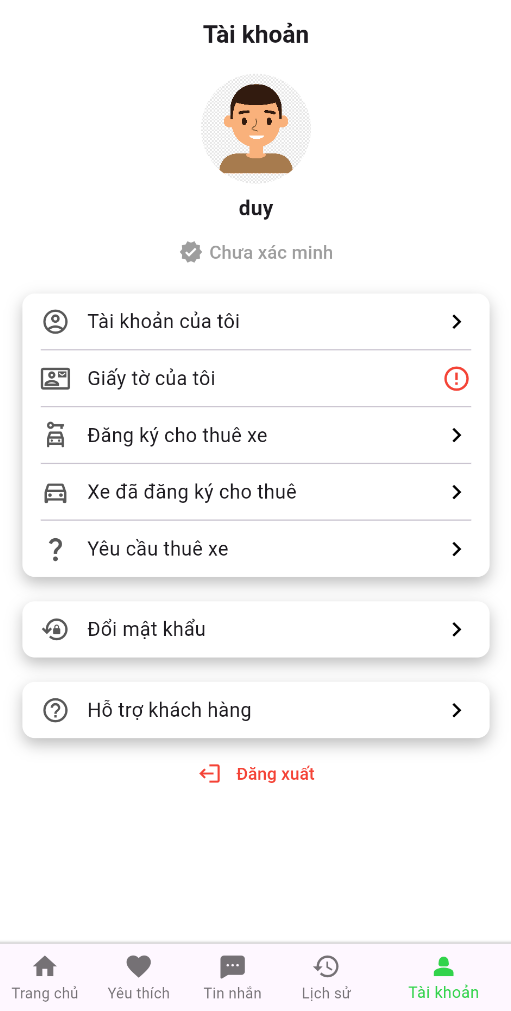 Tài khoản
duy
Chưa xác minh
Tài khoản của tôi
Giấy tờ của tôi
Đăng ký cho thuê xe
Xe đã đăng ký cho thuê
Yêu cầu thuê xe
Đổi mật khẩu
Hỗ trợ khách hàng
Đăng xuất
Trang chủ Yêu thích Tin nhắn Lịch sử Tài khoản